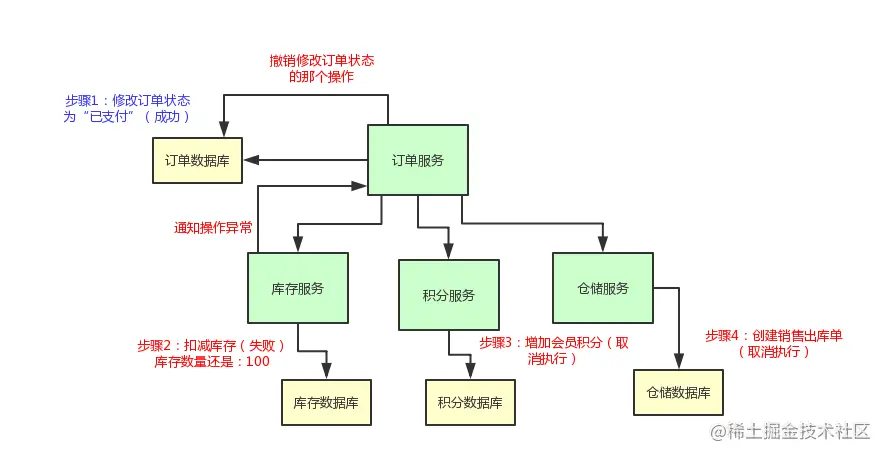 撤销修改订单状态
的那个操作
步骤1：修改订单状态
为“已支付”（成功）
订单数据库
订单服务
通知操作异常
库存服务
积分服务
仓储服务
步骤2：扣减库存（失败）
库存数量还是：100
步骤3：增加会员积分（取
消执行）
步骤4：创建销售出库单
（取消执行）
库存数据库
积分数据库
仓储数据库
@稀土掘金技术社区